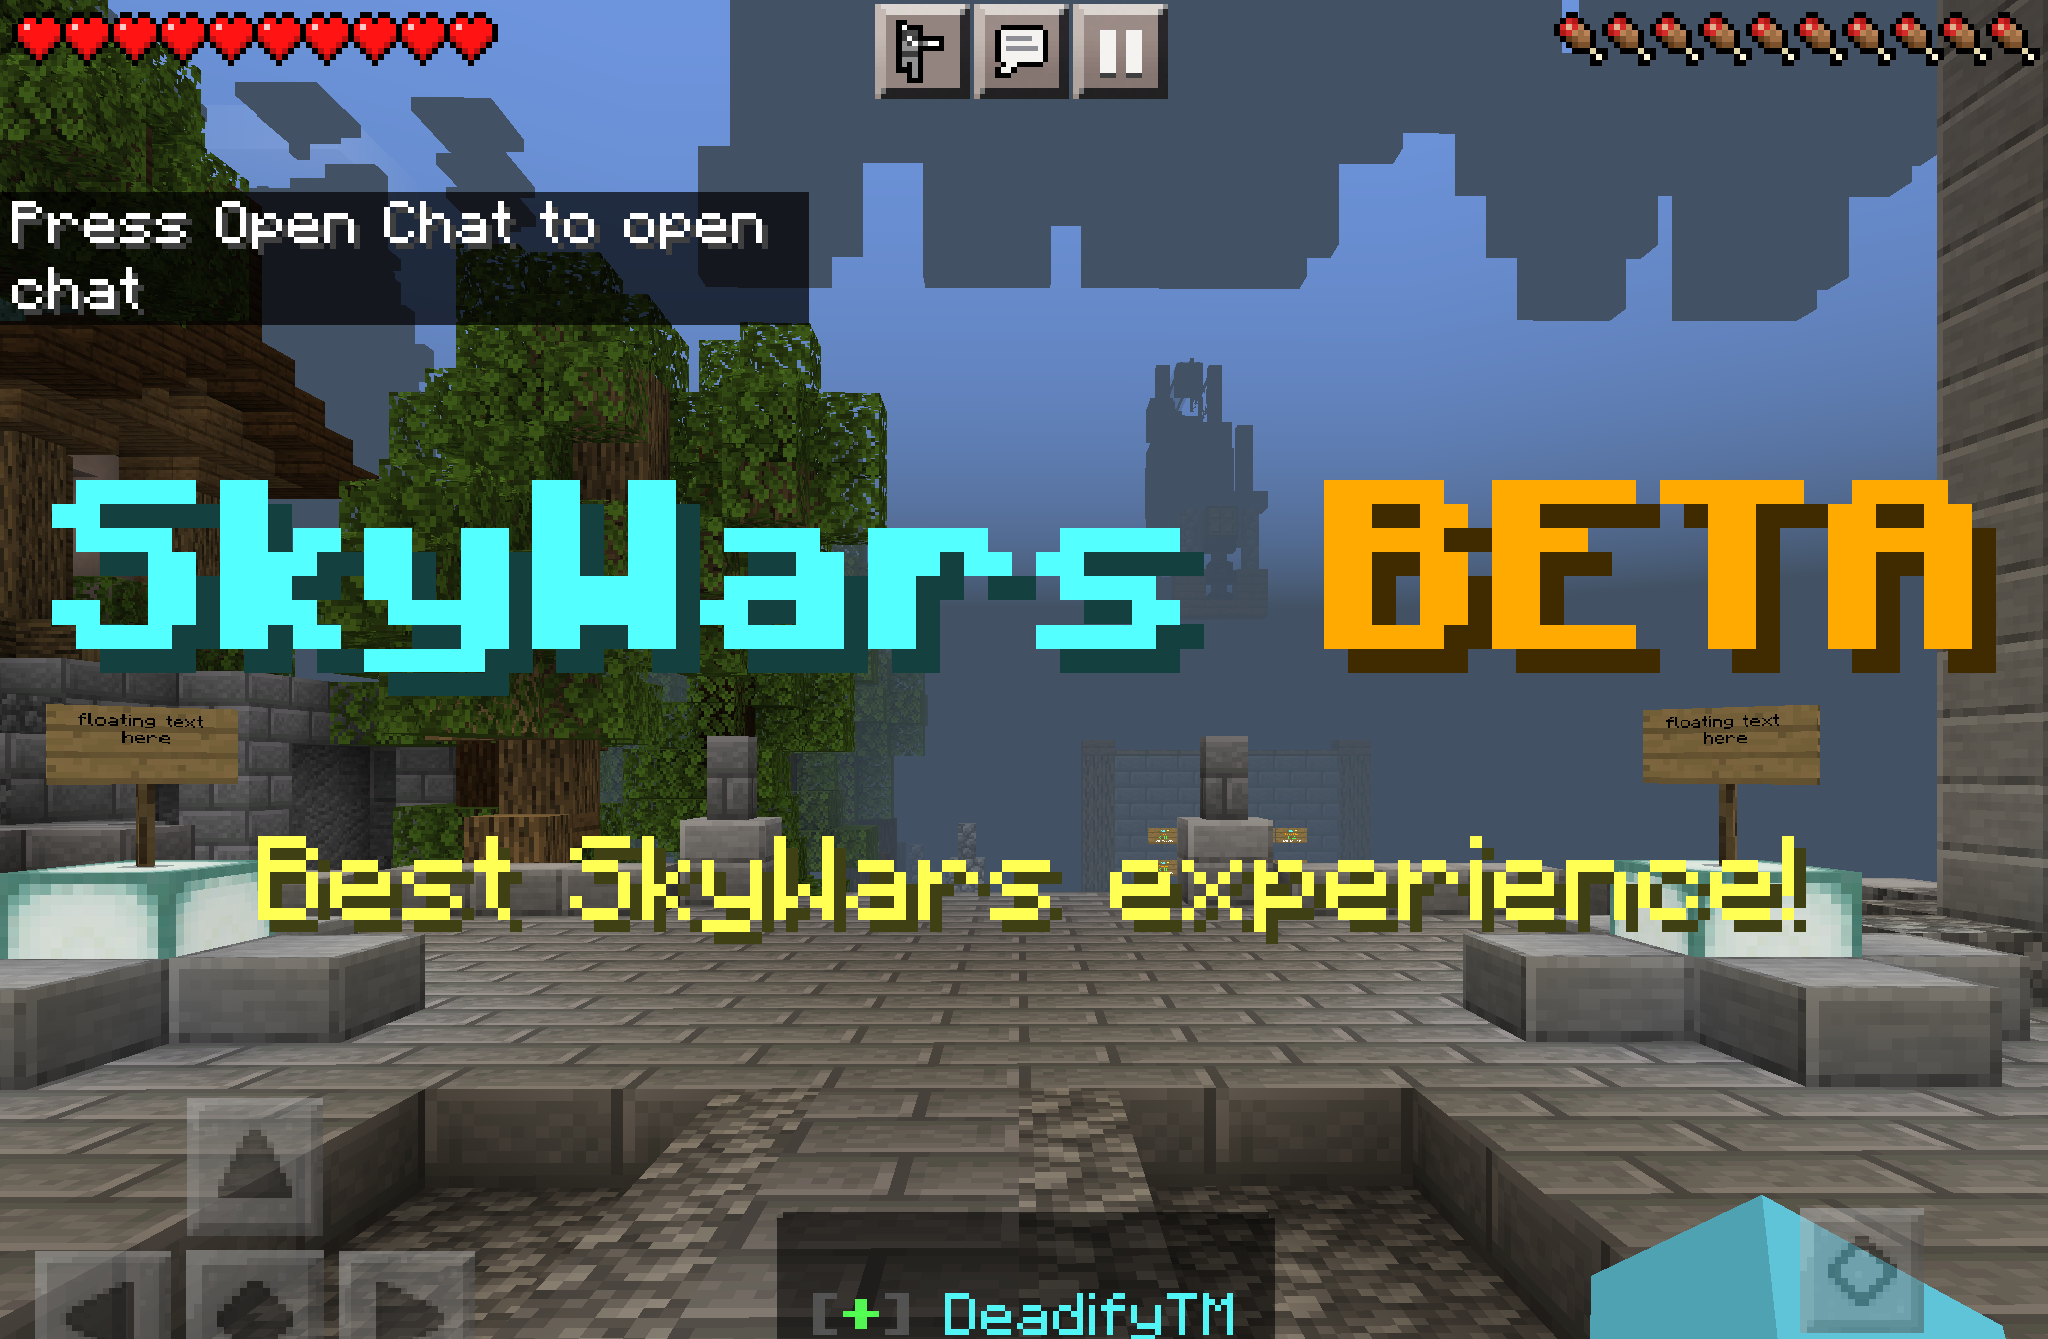 Press Open Chat to open
chat
SkyWars BETA
floating text
here
floating text
here
Best SkyWars experience!
[+] DeadifyTM